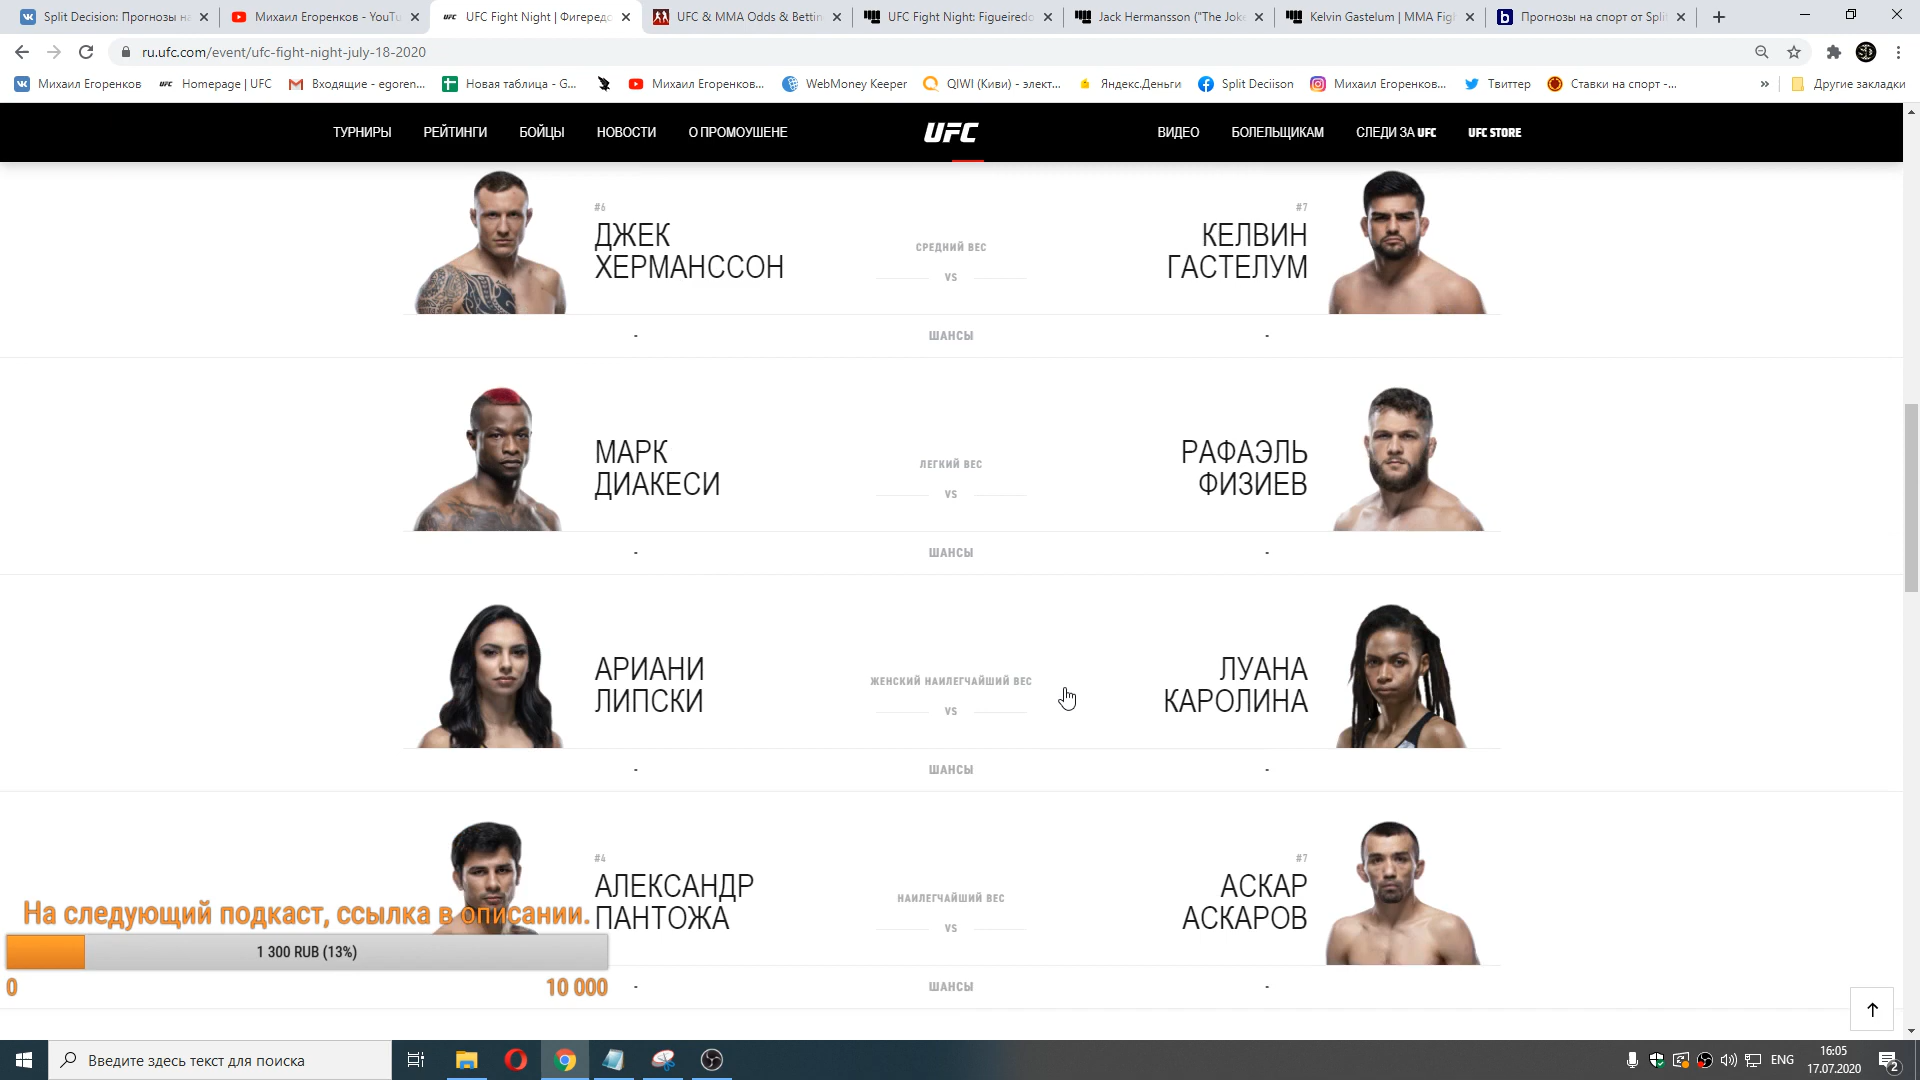 Split Decision: Прогнозы на
Михаил Егоренков - YouTu
UFC Fight Night | Фигередо
UFC & MMA Odds & Bettin
UFC Fight Night: Figueiredo
Jack Hermansson ("The Joke
Kelvin Gastelum | MMA Figh
Прогнозы на спорт от Split
ru.ufc.com/event/ufc-fight-night-july-18-2020
Михаил Егоренков
Homepage | UFC
Входящие - egoren...
Новая таблица - G...
Михаил Егоренков...
WebMoney Keeper
QIWI (Киви) - элект...
Яндекс.Деньги
Split Deciison
Михаил Егоренков...
Твиттер
Ставки на спорт -...
»
Другие закладки
ТУРНИРЫ
РЕЙТИНГИ
БОЙЦЫ
НОВОСТИ
О ПРОМОУШЕНЕ
UFC
ВИДЕО
БОЛЕЛЬЩИКАМ
СЛЕДИ ЗА UFC
UFC STORE
#6
ДЖЕК
ХЕРМАНССОН
СРЕДНИЙ ВЕС
VS
#7
КЕЛВИН
ГАСТЕЛУМ
- ШАНСЫ -
МАРК
ДИАКЕСИ
ЛЕГКИЙ ВЕС
VS
РАФАЭЛЬ
ФИЗИЕВ
- ШАНСЫ -
АРИАНИ
ЛИПСКИ
ЖЕНСКИЙ НАИЛЕГЧАЙШИЙ ВЕС
VS
ЛУАНА
КАРОЛИНА
- ШАНСЫ -
#4
АЛЕКСАНДР
ПАНТОЖА
НАИЛЕГЧАЙШИЙ ВЕС
VS
#7
АСКАР
АСКАРОВ
- ШАНСЫ -
На следующий подкаст, ссылка в описании.
1 300 RUB (13%)
0
10 000
Введите здесь текст для поиска
ENG
16:05
17.07.2020
2